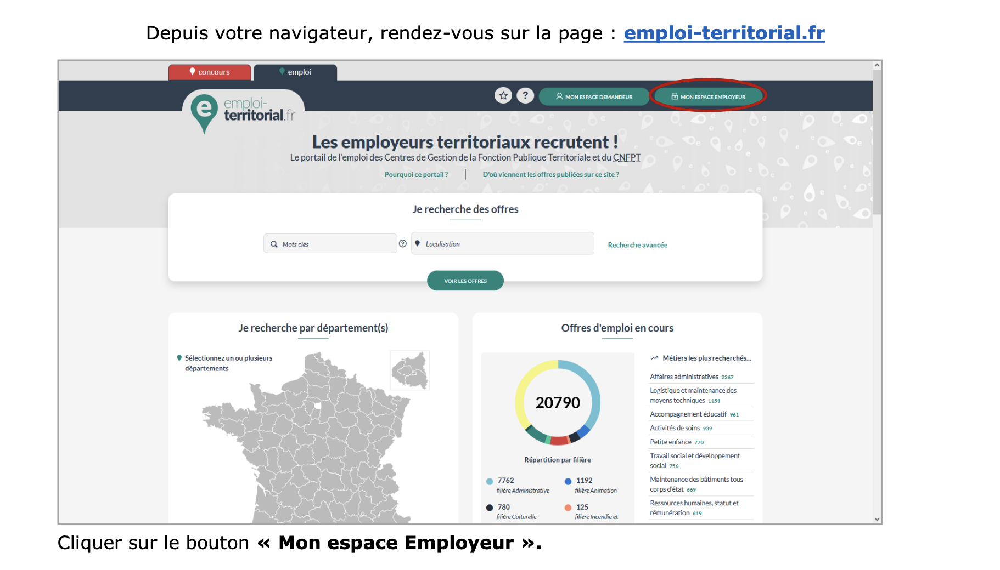 Depuis votre navigateur, rendez-vous sur la page : emploi-territorial.fr
concours
emploi
emploi-
territorial.fr
?
MON ESPACE DEMANDEUR
MON ESPACE EMPLOYEUR
Les employeurs territoriaux recrutent !
Le portail de l'emploi des Centres de Gestion de la Fonction Publique Territoriale et du CNFPT
Pourquoi ce portail ?
D'où viennent les offres publiées sur ce site ?
Je recherche des offres
Mots clés
?
Localisation
Recherche avancée
VOIR LES OFFRES
Je recherche par département(s)
Sélectionnez un ou plusieurs
départements
Offres d'emploi en cours
20790
Répartition par filière
7762
filière Administrative
1192
filière Animation
780
filière Culturelle
125
filière Incendie et
Métiers les plus recherchés...
Affaires administratives 2267
Logistique et maintenance des
moyens techniques 1151
Accompagnement éducatif 961
Activités de soins 939
Petite enfance 770
Travail social et développement
social 756
Maintenance des bâtiments tous
corps d'état 669
Ressources humaines, statut et
rémunération 619
Cliquer sur le bouton « Mon espace Employeur ».